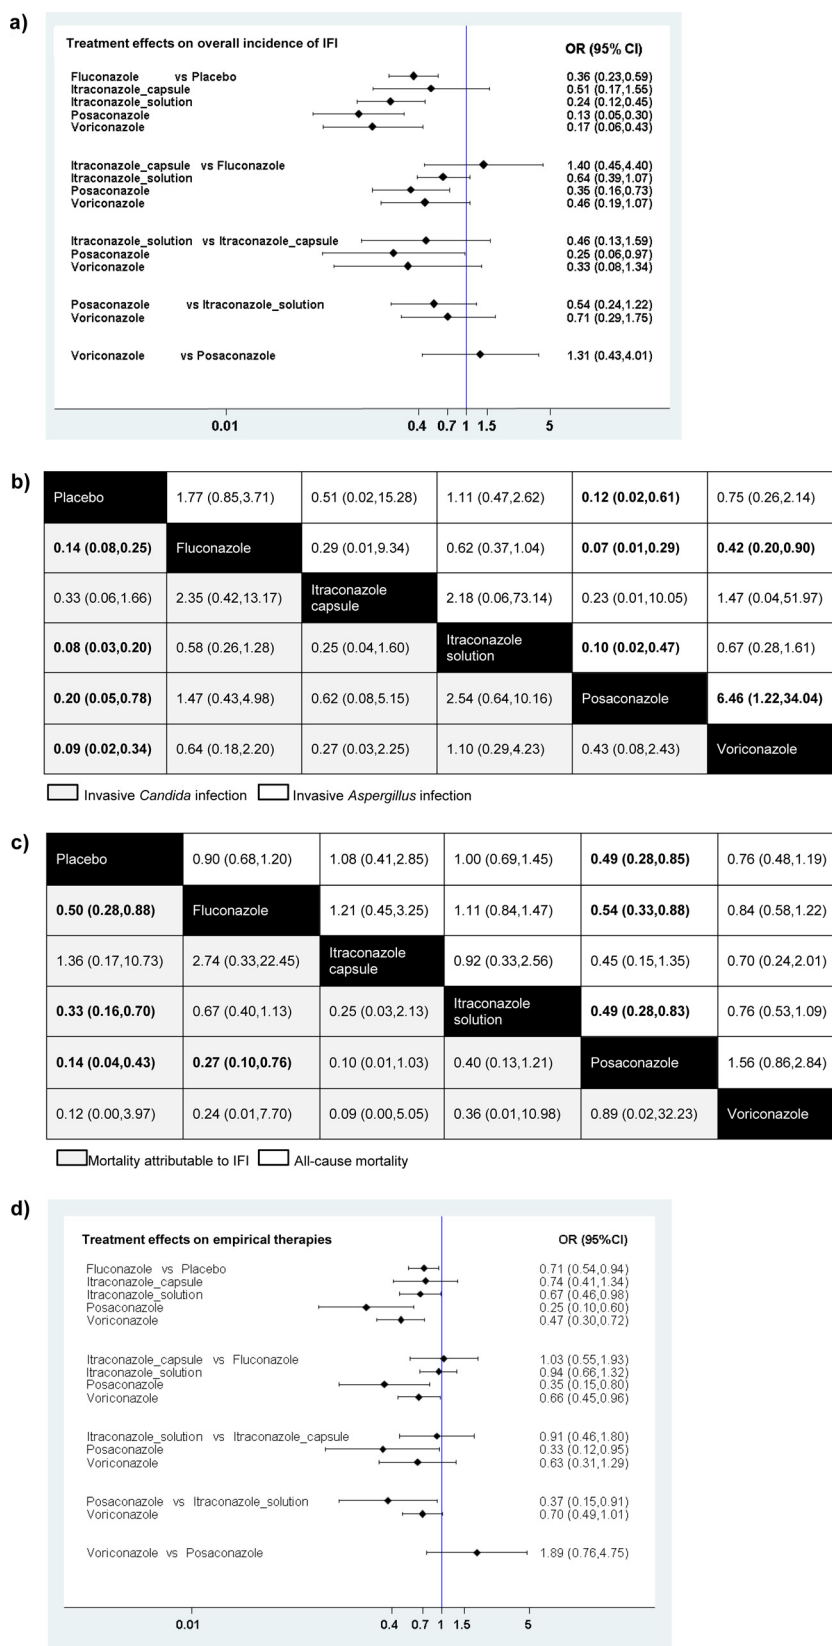 a)
Treatment effects on overall incidence of IFI OR (95% CI)
Fluconazole vs Placebo 0.36 (0.23,0.59)
Itraconazole_capsule 0.51 (0.17,1.55)
Itraconazole_solution 0.24 (0.12,0.45)
Posaconazole 0.13 (0.05,0.30)
Voriconazole 0.17 (0.06,0.43)
Itraconazole_capsule vs Fluconazole 1.40 (0.45,4.40)
Itraconazole_solution 0.64 (0.39,1.07)
Posaconazole 0.35 (0.16,0.73)
Voriconazole 0.46 (0.19,1.07)
Itraconazole_solution vs Itraconazole_capsule 0.46 (0.13,1.59)
Posaconazole 0.25 (0.06,0.97)
Voriconazole 0.33 (0.08,1.34)
Posaconazole vs Itraconazole_solution 0.54 (0.24,1.22)
Voriconazole 0.71 (0.29,1.75)
Voriconazole vs Posaconazole 1.31 (0.43,4.01)
0.01 0.4 0.7 1 1.5 5
b)
Placebo 1.77 (0.85,3.71) 0.51 (0.02,15.28) 1.11 (0.47,2.62) 0.12 (0.02,0.61) 0.75 (0.26,2.14)
0.14 (0.08,0.25) Fluconazole 0.29 (0.01,9.34) 0.62 (0.37,1.04) 0.07 (0.01,0.29) 0.42 (0.20,0.90)
0.33 (0.06,1.66) 2.35 (0.42,13.17) Itraconazole capsule 2.18 (0.06,73.14) 0.23 (0.01,10.05) 1.47 (0.04,51.97)
0.08 (0.03,0.20) 0.58 (0.26,1.28) 0.25 (0.04,1.60) Itraconazole solution 0.10 (0.02,0.47) 0.67 (0.28,1.61)
0.20 (0.05,0.78) 1.47 (0.43,4.98) 0.62 (0.08,5.15) 2.54 (0.64,10.16) Posaconazole 6.46 (1.22,34.04)
0.09 (0.02,0.34) 0.64 (0.18,2.20) 0.27 (0.03,2.25) 1.10 (0.29,4.23) 0.43 (0.08,2.43) Voriconazole
Invasive Candida infection Invasive Aspergillus infection
c)
Placebo 0.90 (0.68,1.20) 1.08 (0.41,2.85) 1.00 (0.69,1.45) 0.49 (0.28,0.85) 0.76 (0.48,1.19)
0.50 (0.28,0.88) Fluconazole 1.21 (0.45,3.25) 1.11 (0.84,1.47) 0.54 (0.33,0.88) 0.84 (0.58,1.22)
1.36 (0.17,10.73) 2.74 (0.33,22.45) Itraconazole capsule 0.92 (0.33,2.56) 0.45 (0.15,1.35) 0.70 (0.24,2.01)
0.33 (0.16,0.70) 0.67 (0.40,1.13) 0.25 (0.03,2.13) Itraconazole solution 0.49 (0.28,0.83) 0.76 (0.53,1.09)
0.14 (0.04,0.43) 0.27 (0.10,0.76) 0.10 (0.01,1.03) 0.40 (0.13,1.21) Posaconazole 1.56 (0.86,2.84)
0.12 (0.00,3.97) 0.24 (0.01,7.70) 0.09 (0.00,5.05) 0.36 (0.01,10.98) 0.89 (0.02,32.23) Voriconazole
Mortality attributable to IFI All-cause mortality
d)
Treatment effects on empirical therapies OR (95%CI)
Fluconazole vs Placebo 0.71 (0.54,0.94)
Itraconazole_capsule 0.74 (0.41,1.34)
Itraconazole_solution 0.67 (0.46,0.98)
Posaconazole 0.25 (0.10,0.60)
Voriconazole 0.47 (0.30,0.72)
Itraconazole_capsule vs Fluconazole 1.03 (0.55,1.93)
Itraconazole_solution 0.94 (0.66,1.32)
Posaconazole 0.35 (0.15,0.80)
Voriconazole 0.66 (0.45,0.96)
Itraconazole_solution vs Itraconazole_capsule 0.91 (0.46,1.80)
Posaconazole 0.33 (0.12,0.95)
Voriconazole 0.63 (0.31,1.29)
Posaconazole vs Itraconazole_solution 0.37 (0.15,0.91)
Voriconazole 0.70 (0.49,1.01)
Voriconazole vs Posaconazole 1.89 (0.76,4.75)
0.01 0.4 0.7 1 1.5 5